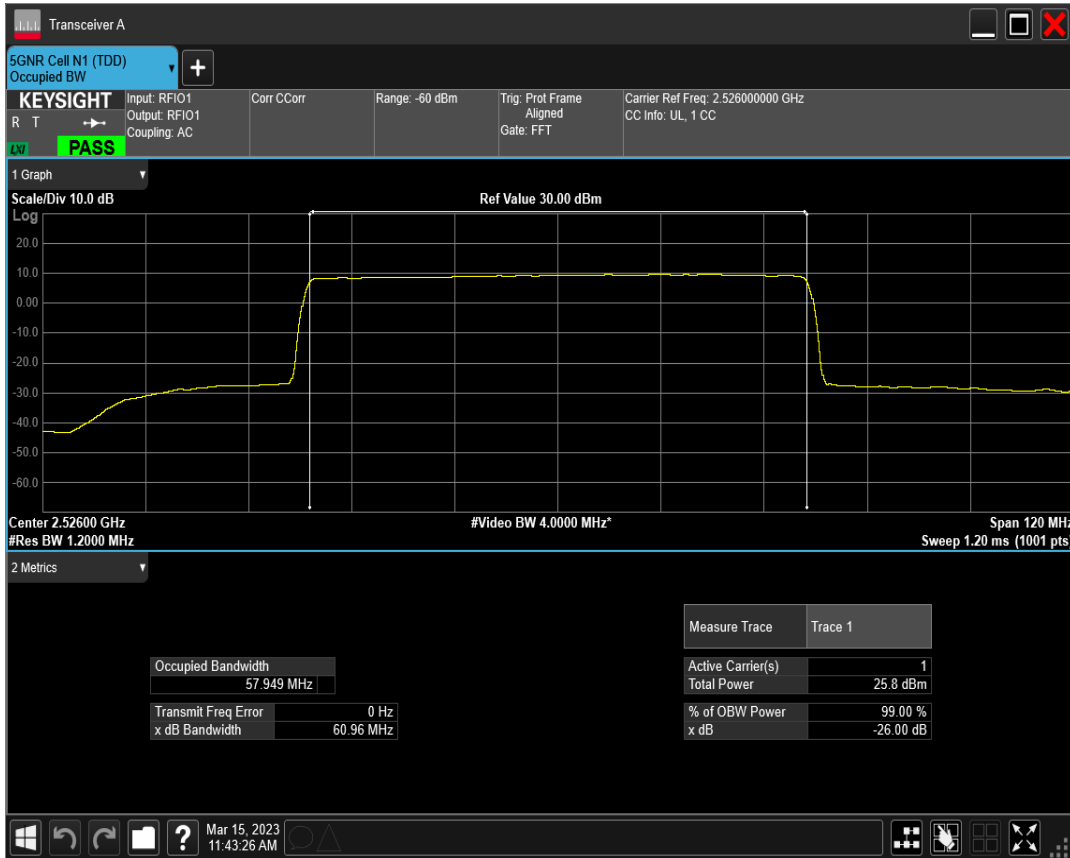 Transceiver A
5GNR Cell N1 (TDD)
Occupied BW
+
KEYSIGHT
R T
LXI
PASS
Input: RFIO1
Output: RFIO1
Coupling: AC
Corr CCorr
Range: -60 dBm
Trig: Prot Frame
Aligned
Gate: FFT
Carrier Ref Freq: 2.526000000 GHz
CC Info: UL, 1 CC
1 Graph
Scale/Div 10.0 dB
Ref Value 30.00 dBm
Log
20.0
10.0
0.00
-10.0
-20.0
-30.0
-40.0
-50.0
-60.0
Center 2.52600 GHz
#Video BW 4.0000 MHz*
Span 120 MHz
#Res BW 1.2000 MHz
Sweep 1.20 ms (1001 pts)
2 Metrics
Measure Trace Trace 1
Occupied Bandwidth
57.949 MHz
Active Carrier(s) 1
Total Power 25.8 dBm
Transmit Freq Error 0 Hz
x dB Bandwidth 60.96 MHz
% of OBW Power 99.00 %
x dB -26.00 dB
?
Mar 15, 2023
11:43:26 AM